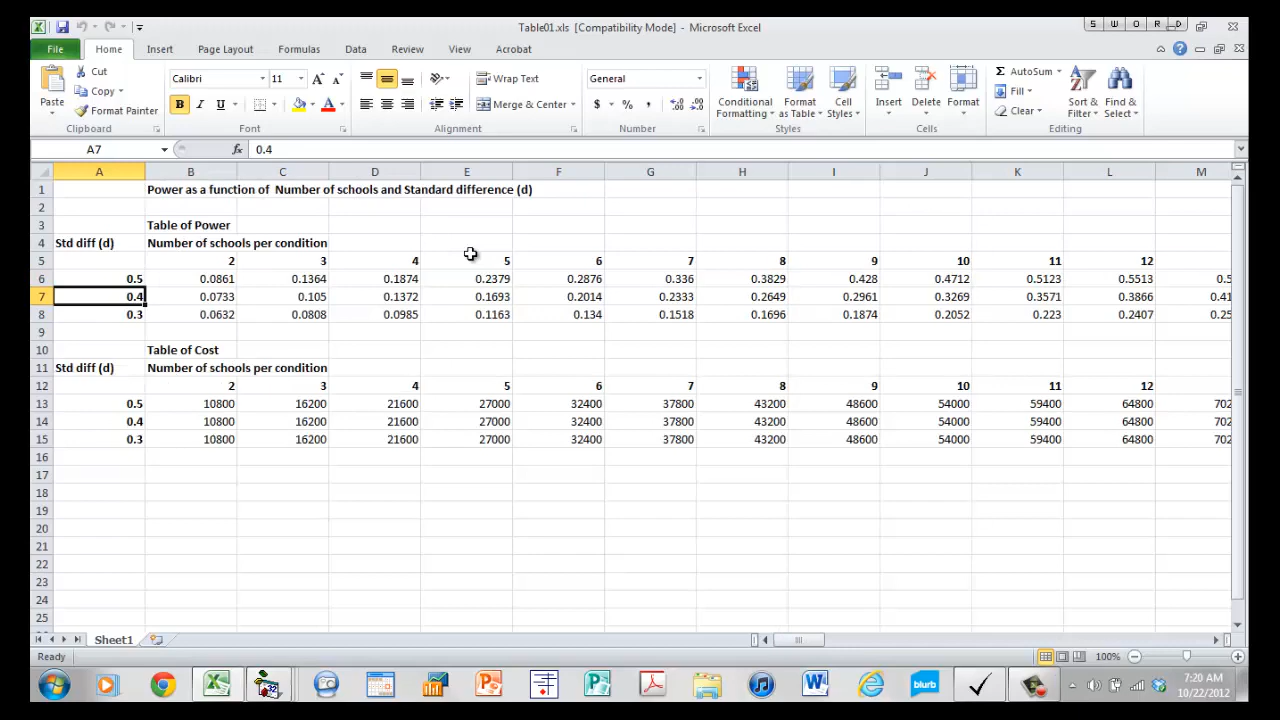 Table01.xls [Compatibility Mode] - Microsoft Excel
S W O R D
File Home Insert Page Layout Formulas Data Review View Acrobat
Paste
Cut
Copy
Format Painter
Clipboard
Calibri 11
B I U
Font
Wrap Text
Merge & Center
Alignment
General
$ % ,
Number
Conditional Formatting
Format as Table
Cell Styles
Styles
Insert Delete Format
Cells
AutoSum
Fill
Clear
Sort & Filter
Find & Select
Editing
A7 fx 0.4
A B C D E F G H I J K L M
1 Power as a function of Number of schools and Standard difference (d)
2
3 Table of Power
4 Std diff (d) Number of schools per condition
5 2 3 4 5 6 7 8 9 10 11 12
6 0.5 0.0861 0.1364 0.1874 0.2379 0.2876 0.336 0.3829 0.428 0.4712 0.5123 0.5513 0.5
7 0.4 0.0733 0.105 0.1372 0.1693 0.2014 0.2333 0.2649 0.2961 0.3269 0.3571 0.3866 0.41
8 0.3 0.0632 0.0808 0.0985 0.1163 0.134 0.1518 0.1696 0.1874 0.2052 0.223 0.2407 0.25
9
10 Table of Cost
11 Std diff (d) Number of schools per condition
12 2 3 4 5 6 7 8 9 10 11 12
13 0.5 10800 16200 21600 27000 32400 37800 43200 48600 54000 59400 64800 702
14 0.4 10800 16200 21600 27000 32400 37800 43200 48600 54000 59400 64800 702
15 0.3 10800 16200 21600 27000 32400 37800 43200 48600 54000 59400 64800 702
16
17
18
19
20
21
22
23
24
25
Sheet1
Ready 100%
blurb
7:20 AM
10/22/2012